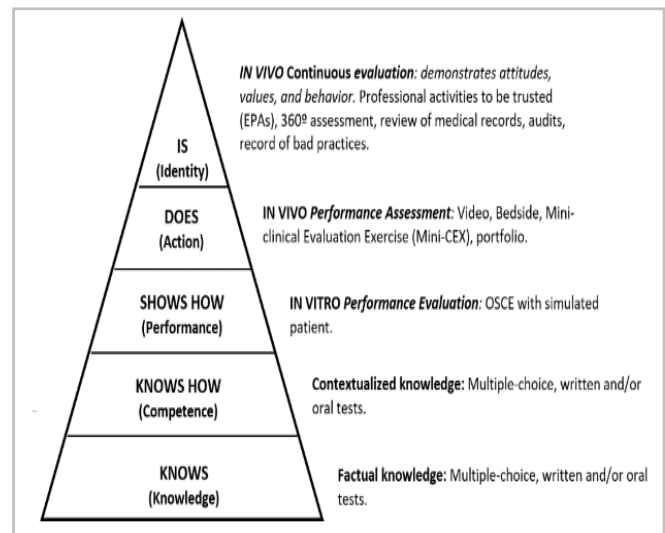 IN VIVO Continuous evaluation: demonstrates attitudes,
values, and behavior. Professional activities to be trusted
(EPAs), 360º assessment, review of medical records, audits,
record of bad practices.
IS
(Identity)
DOES
(Action)
IN VIVO Performance Assessment: Video, Bedside, Mini-
clinical Evaluation Exercise (Mini-CEX), portfolio.
SHOWS HOW
(Performance)
IN VITRO Performance Evaluation: OSCE with simulated
patient.
KNOWS HOW
(Competence)
Contextualized knowledge: Multiple-choice, written and/or
oral tests.
KNOWS
(Knowledge)
Factual knowledge: Multiple-choice, written and/or oral
tests.